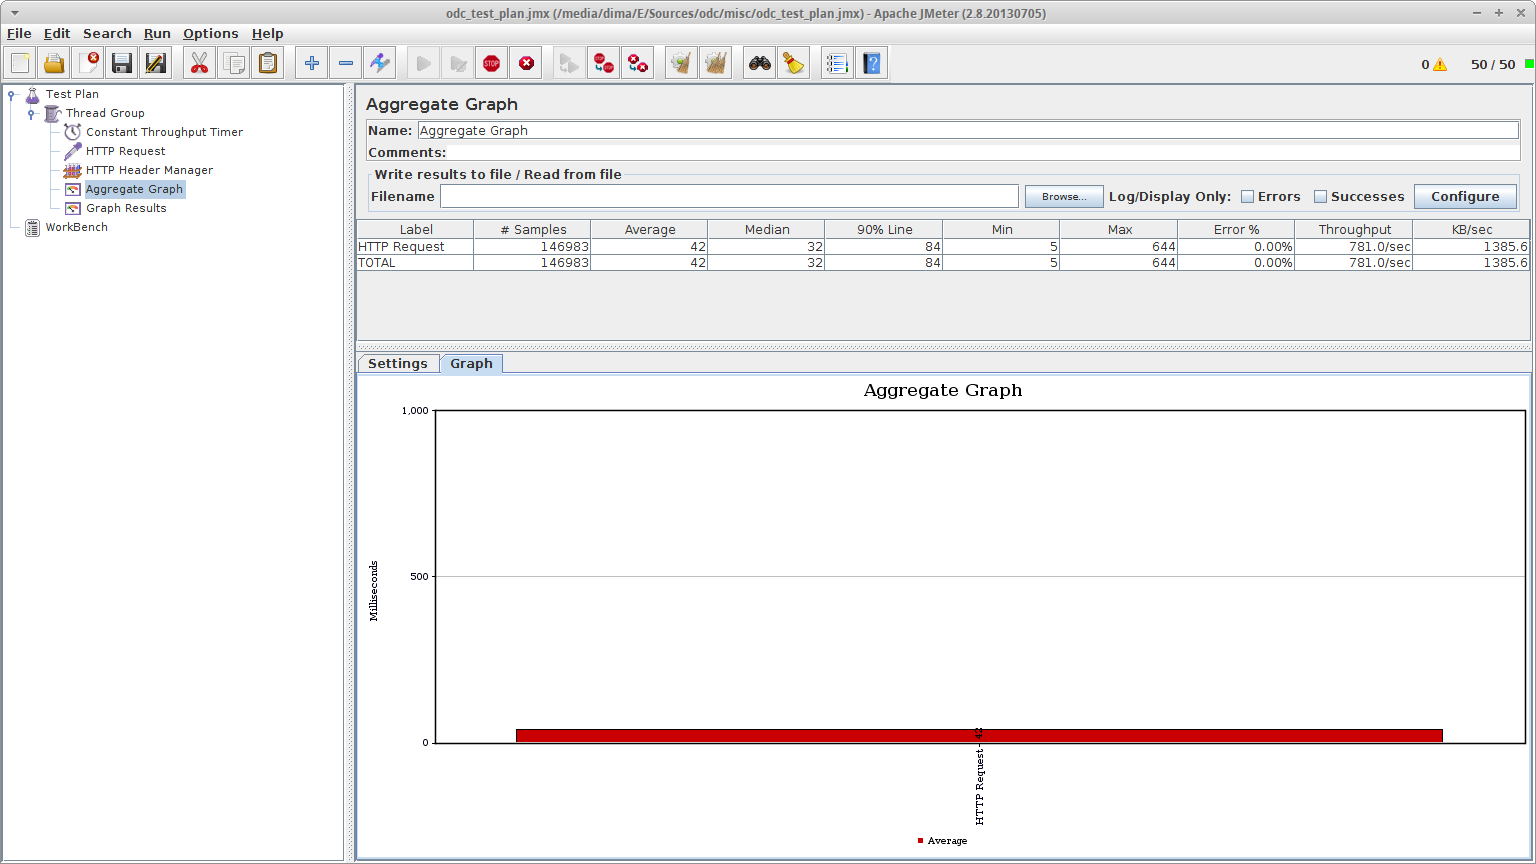 odc_test_plan.jmx (/media/dima/E/Sources/odc/misc/odc_test_plan.jmx) - Apache JMeter (2.8.20130705)
File Edit Search Run Options Help
STOP STOP 0 50 / 50
Test Plan
Thread Group
Constant Throughput Timer
HTTP Request
HTTP Header Manager
Aggregate Graph
Graph Results
WorkBench
Aggregate Graph
Name: Aggregate Graph
Comments:
Write results to file / Read from file
Filename Browse... Log/Display Only: Errors Successes Configure
Label # Samples Average Median 90% Line Min Max Error % Throughput KB/sec
HTTP Request 146983 42 32 84 5 644 0.00% 781.0/sec 1385.6
TOTAL 146983 42 32 84 5 644 0.00% 781.0/sec 1385.6
Settings Graph
Aggregate Graph
1,000
500
0
Milliseconds
HTTP Request- 42
Average